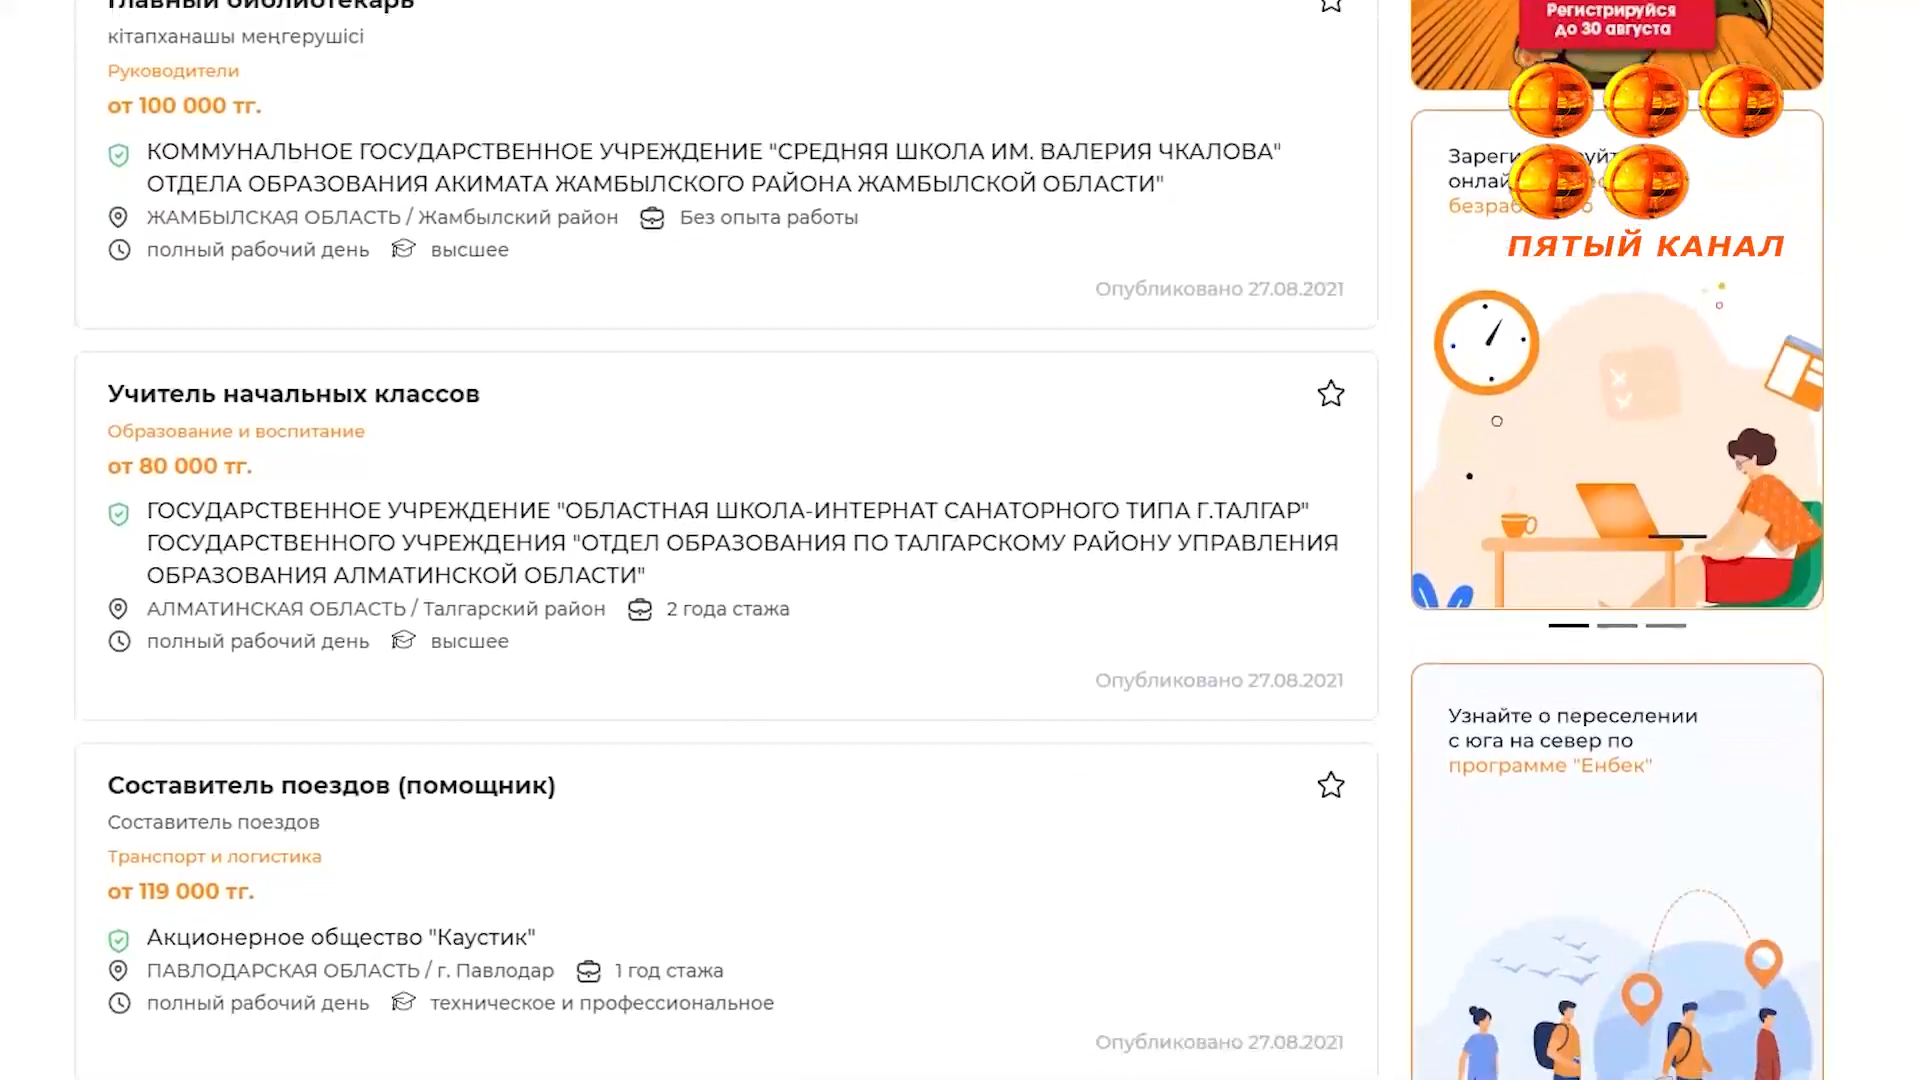 Главный библиотекарь
кітапханашы меңгерушісі
Руководители
от 100 000 тг.
КОММУНАЛЬНОЕ ГОСУДАРСТВЕННОЕ УЧРЕЖДЕНИЕ "СРЕДНЯЯ ШКОЛА ИМ. ВАЛЕРИЯ ЧКАЛОВА"
ОТДЕЛА ОБРАЗОВАНИЯ АКИМАТА ЖАМБЫЛСКОГО РАЙОНА ЖАМБЫЛСКОЙ ОБЛАСТИ"
ЖАМБЫЛСКАЯ ОБЛАСТЬ / Жамбылский район Без опыта работы
полный рабочий день высшее
Опубликовано 27.08.2021
Учитель начальных классов
Образование и воспитание
от 80 000 тг.
ГОСУДАРСТВЕННОЕ УЧРЕЖДЕНИЕ "ОБЛАСТНАЯ ШКОЛА-ИНТЕРНАТ САНАТОРНОГО ТИПА Г.ТАЛГАР"
ГОСУДАРСТВЕННОГО УЧРЕЖДЕНИЯ "ОТДЕЛ ОБРАЗОВАНИЯ ПО ТАЛГАРСКОМУ РАЙОНУ УПРАВЛЕНИЯ
ОБРАЗОВАНИЯ АЛМАТИНСКОЙ ОБЛАСТИ"
АЛМАТИНСКАЯ ОБЛАСТЬ / Талгарский район 2 года стажа
полный рабочий день высшее
Опубликовано 27.08.2021
Составитель поездов (помощник)
Составитель поездов
Транспорт и логистика
от 119 000 тг.
Акционерное общество "Каустик"
ПАВЛОДАРСКАЯ ОБЛАСТЬ / г. Павлодар 1 год стажа
полный рабочий день техническое и профессиональное
Опубликовано 27.08.2021
Регистрируйся
до 30 августа
ПЯТЫЙ КАНАЛ
Узнайте о переселении
с юга на север по
программе "Енбек"